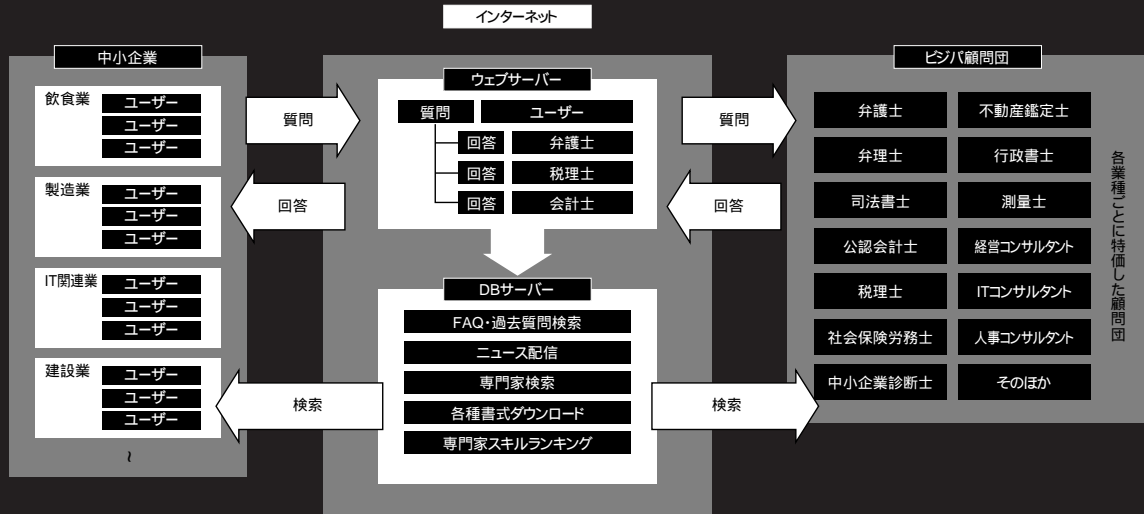 インターネット
中小企業
飲食業
ユーザー
ユーザー
ユーザー
製造業
ユーザー
ユーザー
ユーザー
IT関連業
ユーザー
ユーザー
ユーザー
建設業
ユーザー
ユーザー
ユーザー
~
質問
回答
検索
ウェブサーバー
質問 ユーザー
回答 弁護士
回答 税理士
回答 会計士
DBサーバー
FAQ・過去質問検索
ニュース配信
専門家検索
各種書式ダウンロード
専門家スキルランキング
質問
回答
検索
ビジパ顧問団
弁護士 不動産鑑定士
弁理士 行政書士
司法書士 測量士
公認会計士 経営コンサルタント
税理士 ITコンサルタント
社会保険労務士 人事コンサルタント
中小企業診断士 そのほか
各業種ごとに特価した顧問団